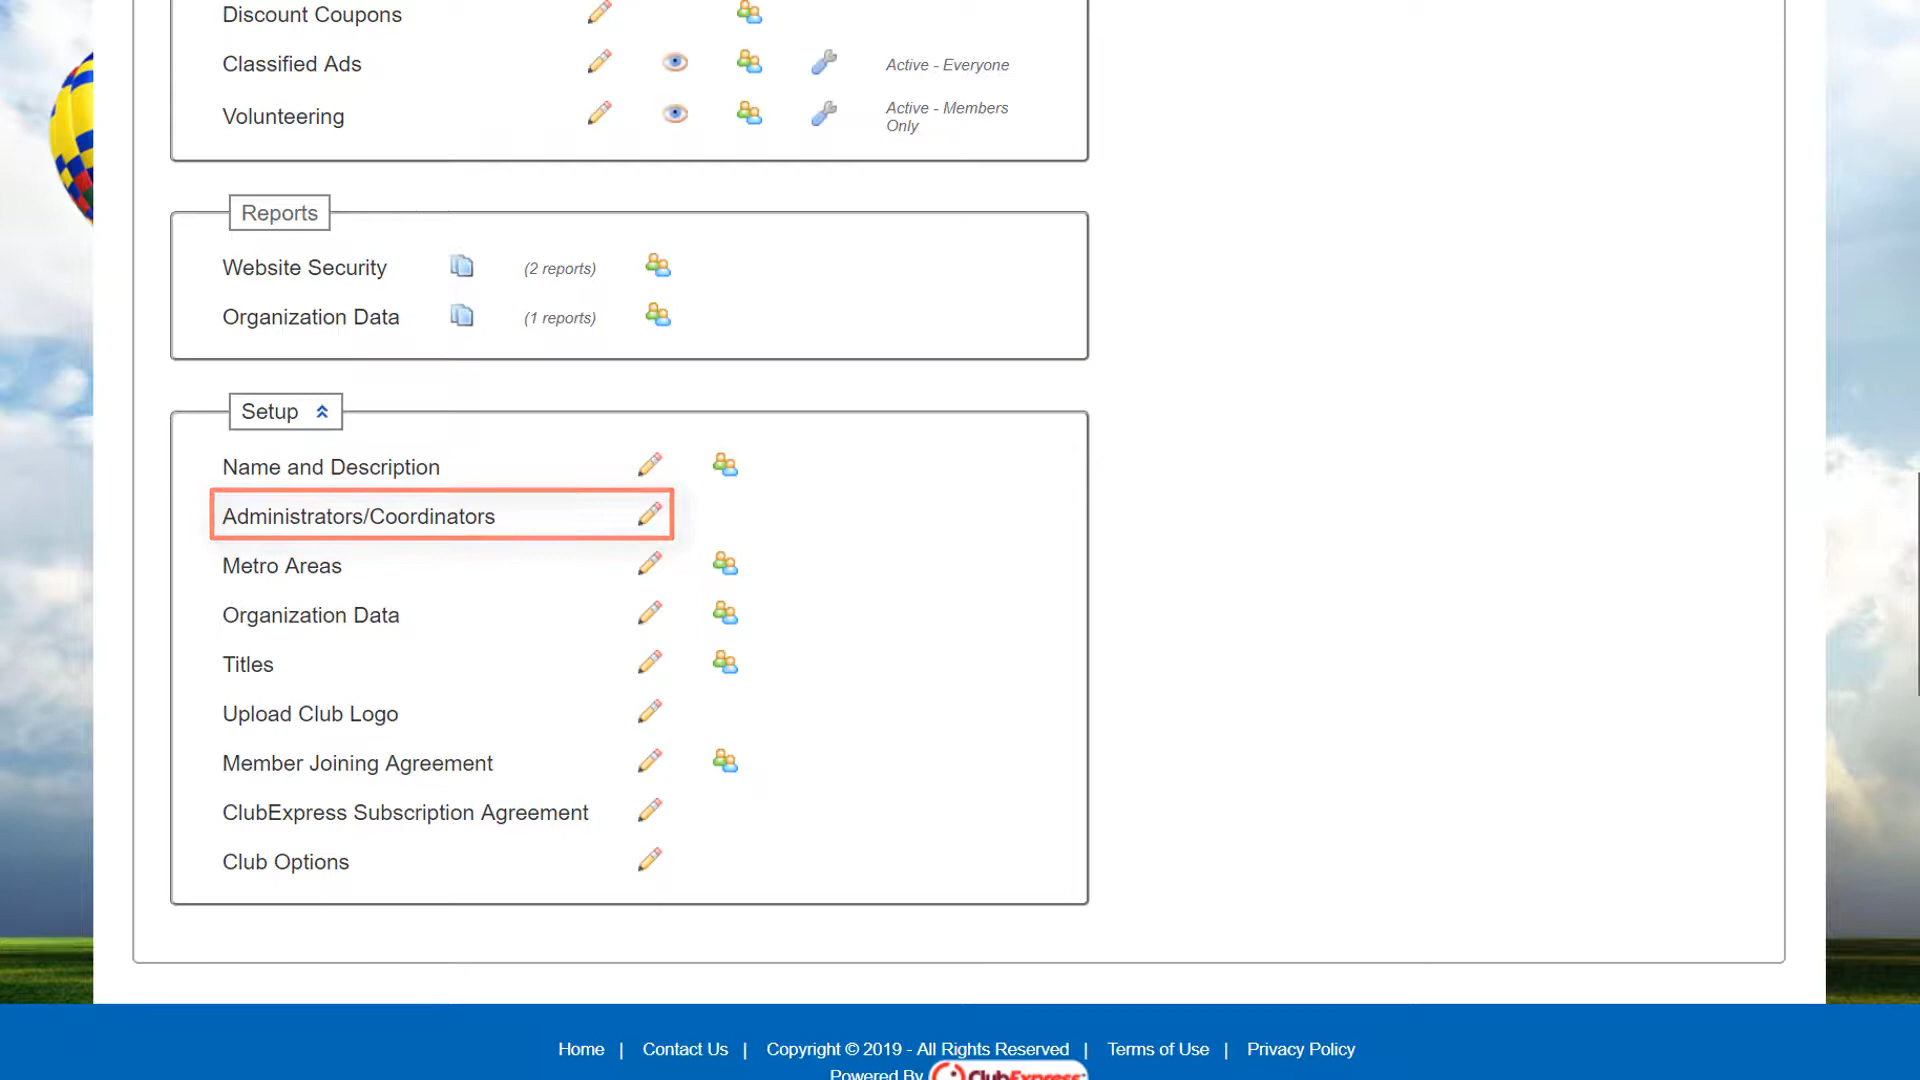 Discount Coupons
Classified Ads
Active - Everyone
Volunteering
Active - Members
Only
Reports
Website Security
(2 reports)
Organization Data
(1 reports)
Setup
Name and Description
Administrators/Coordinators
Metro Areas
Organization Data
Titles
Upload Club Logo
Member Joining Agreement
ClubExpress Subscription Agreement
Club Options
Home | Contact Us | Copyright © 2019 - All Rights Reserved | Terms of Use | Privacy Policy
Powered By ClubExpress